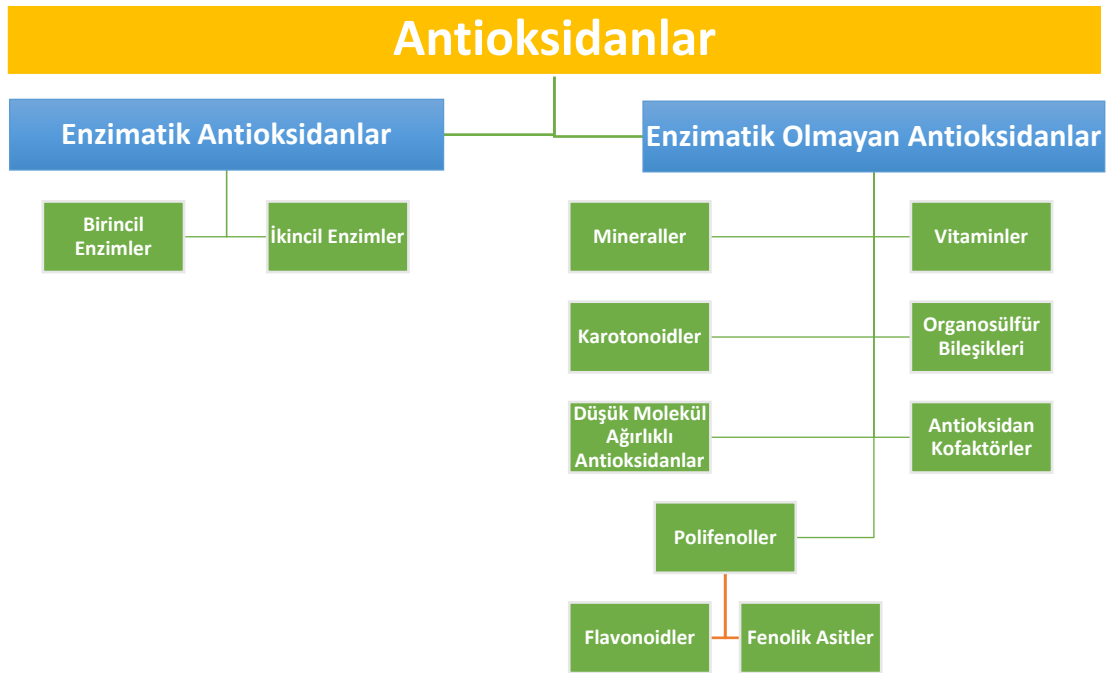 Antioksidanlar
Enzimatik Antioksidanlar
Enzimatik Olmayan Antioksidanlar
Birincil
Enzimler
İkincil Enzimler
Mineraller
Vitaminler
Karotonoidler
Organosülfür
Bileşikleri
Düşük Molekül
Ağırlıklı
Antioksidanlar
Antioksidan
Kofaktörler
Polifenoller
Flavonoidler
Fenolik Asitler